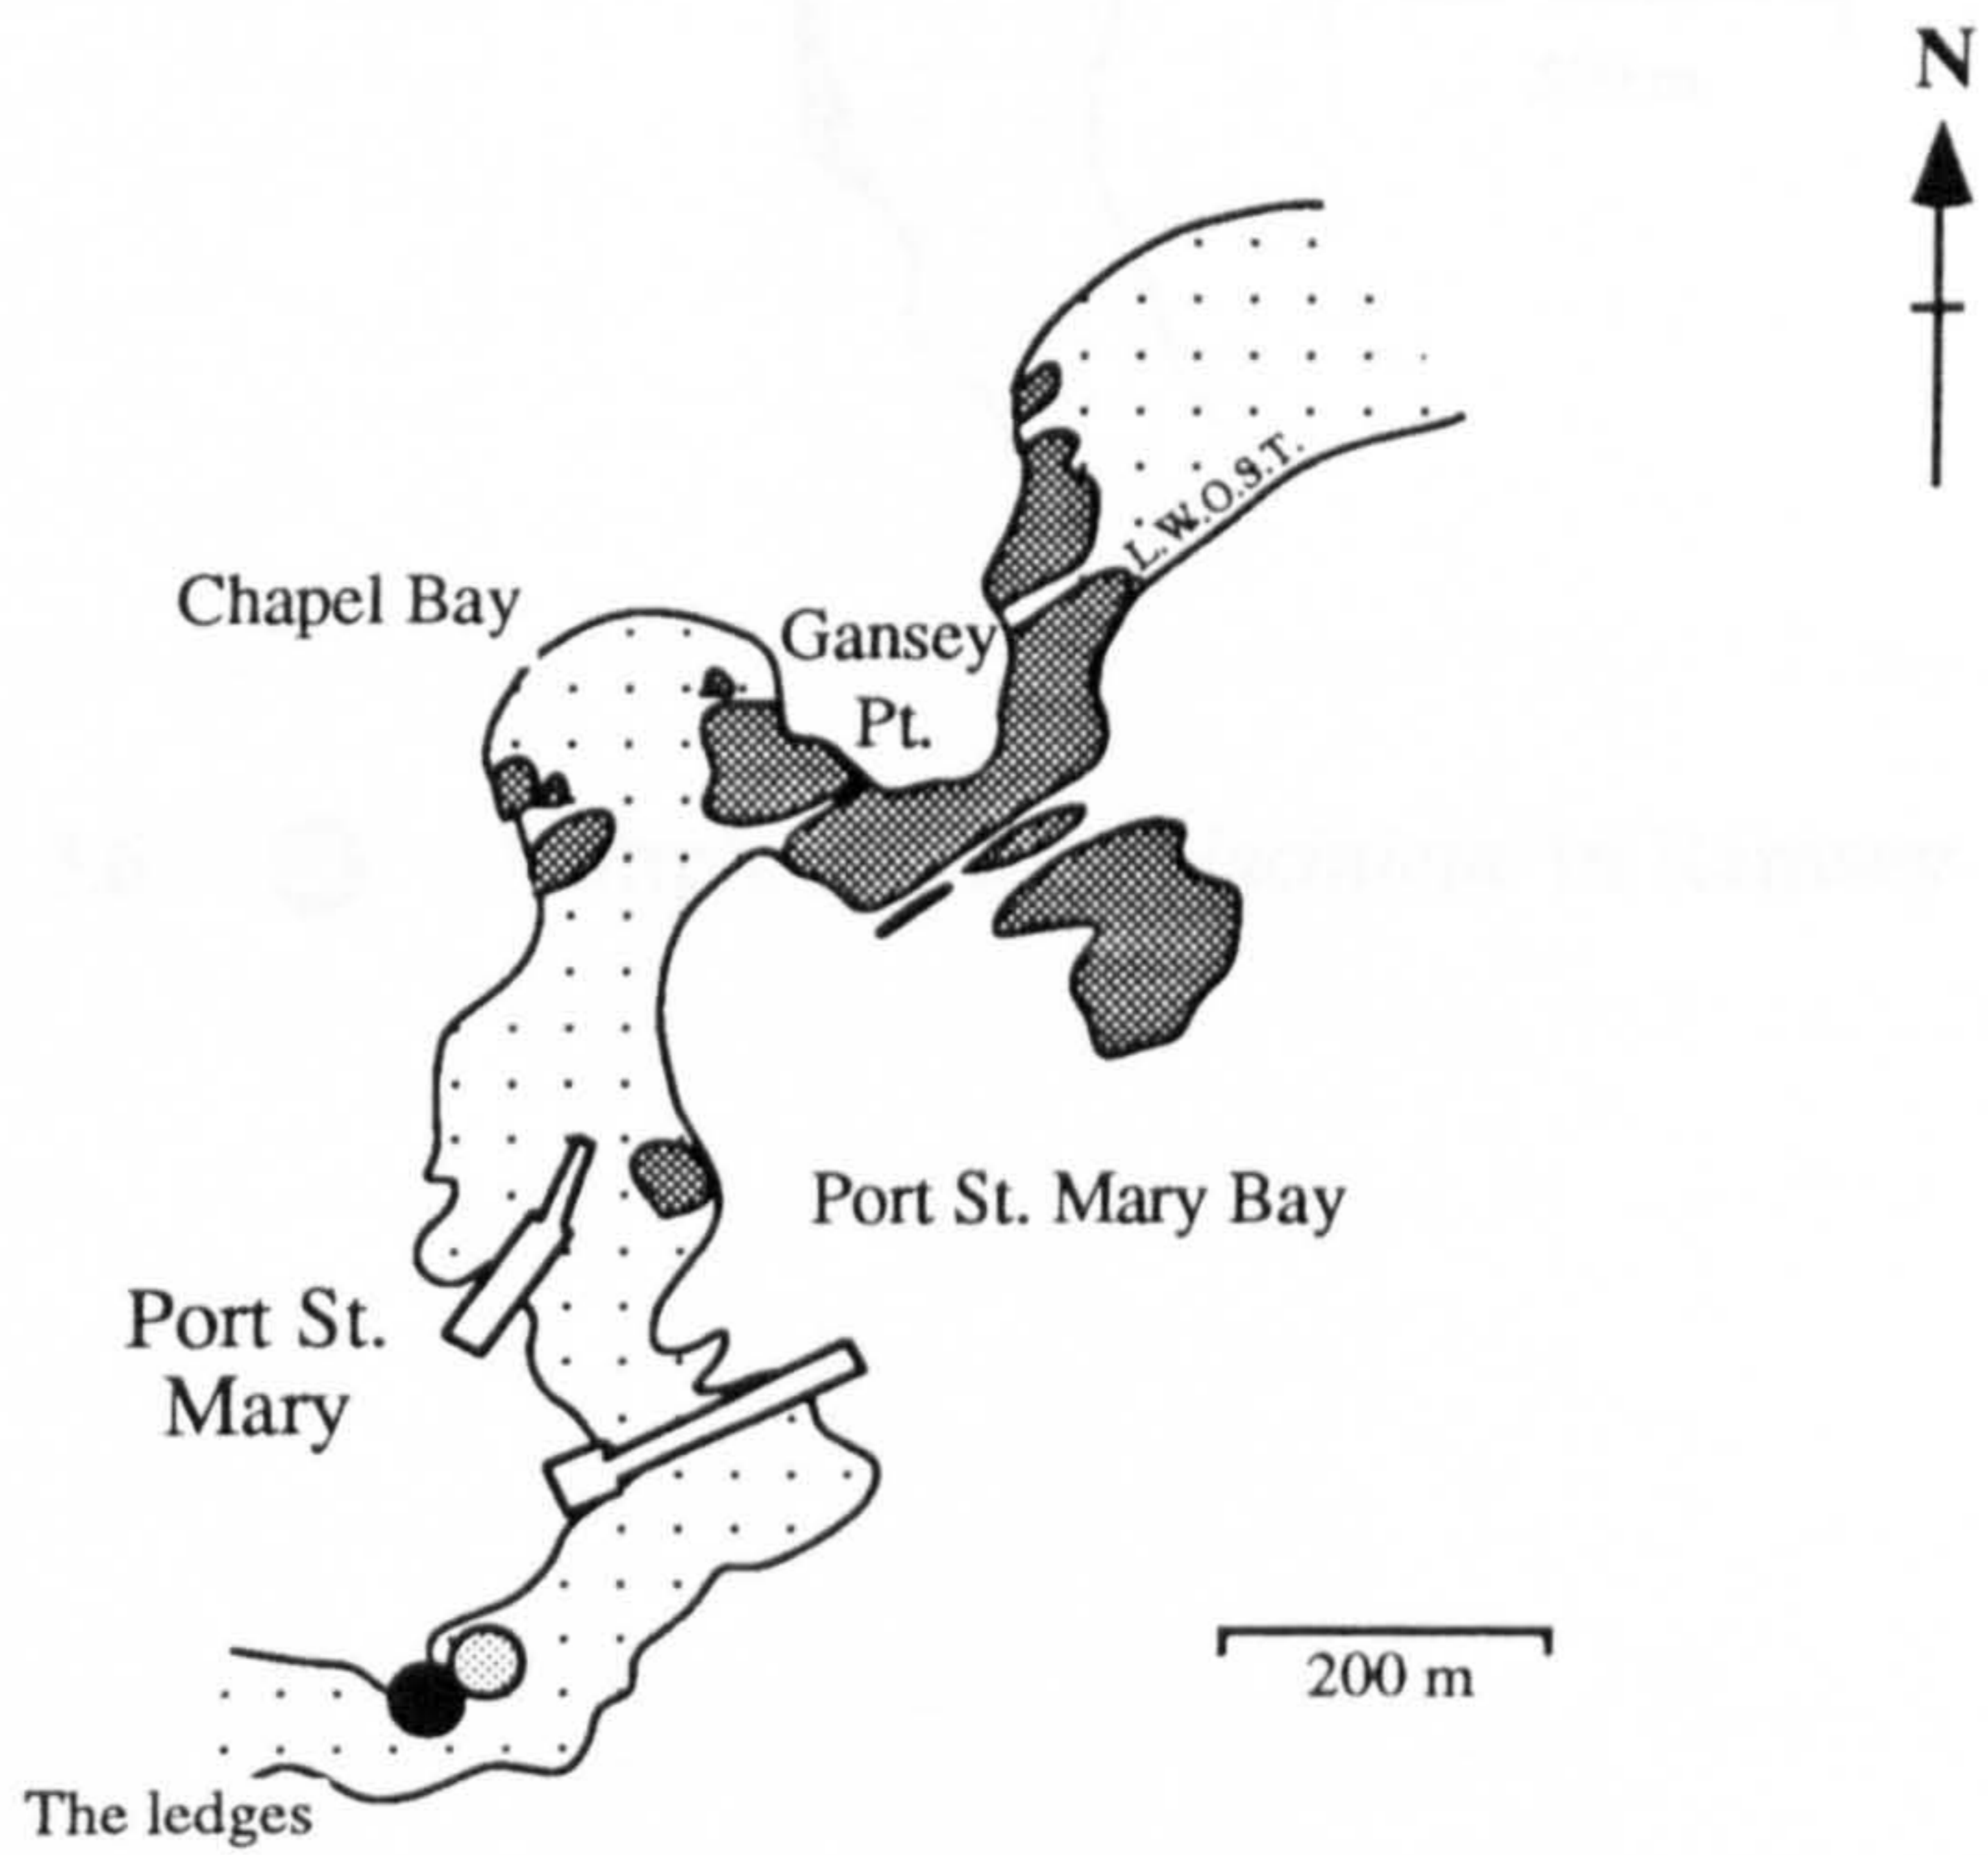 N
L.W.O.S.T.
Chapel Bay
Gansey
Pt.
Port St. Mary Bay
Port St.
Mary
200 m
The ledges